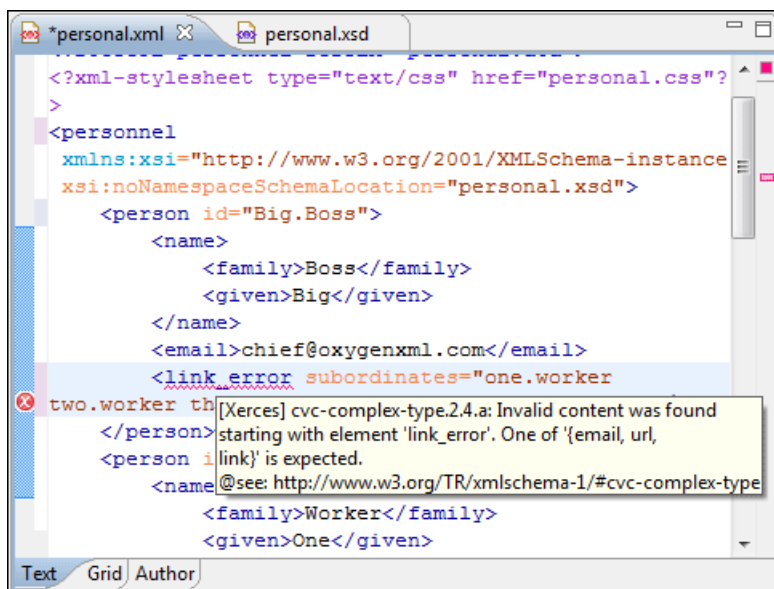 *personal.xml
personal.xsd
<?xml-stylesheet type="text/css" href="personal.css"?
>
<personnel
xmlns:xsi="http://www.w3.org/2001/XMLSchema-instance
xsi:noNamespaceSchemaLocation="personal.xsd">
<person id="Big.Boss">
<name>
<family>Boss</family>
<given>Big</given>
</name>
<email>chief@oxygenxml.com</email>
<link_error subordinates="one.worker
two.worker th
[Xerces] cvc-complex-type.2.4.a: Invalid content was found
</person>
starting with element 'link_error'. One of '{email, url,
<person i
link}' is expected.
<name
@see: http://www.w3.org/TR/xmlschema-1/#cvc-complex-type
<family>Worker</family>
<given>One</given>
Text Grid Author